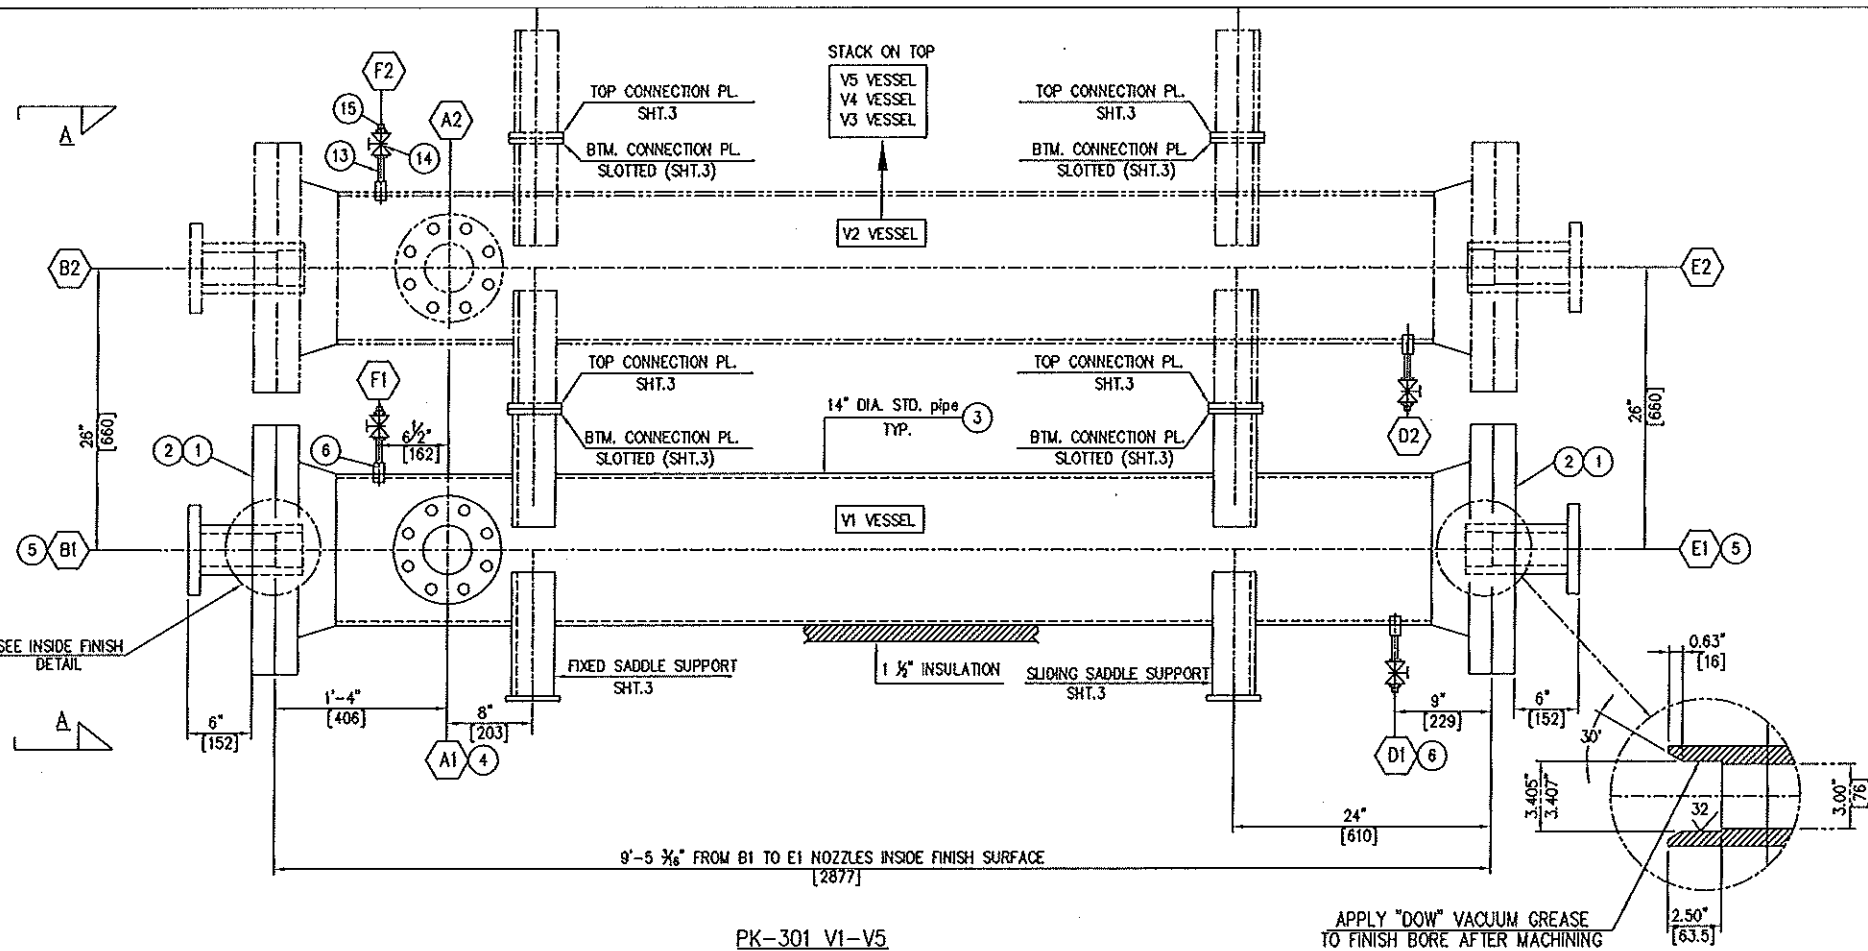 STACK ON TOP
V5 VESSEL
V4 VESSEL
V3 VESSEL
F2
15
A2
13
14
A
TOP CONNECTION PL.
SHT.3
BTM. CONNECTION PL.
SLOTTED (SHT.3)
TOP CONNECTION PL.
SHT.3
BTM. CONNECTION PL.
SLOTTED (SHT.3)
V2 VESSEL
B2
E2
26"
[660]
F1
6 1/2"
[162]
6
2
1
TOP CONNECTION PL.
SHT.3
BTM. CONNECTION PL.
SLOTTED (SHT.3)
14" DIA. STD. pipe
TYP.
3
TOP CONNECTION PL.
SHT.3
BTM. CONNECTION PL.
SLOTTED (SHT.3)
D2
26"
[660]
2
1
V1 VESSEL
5
B1
E1
5
SEE INSIDE FINISH
DETAIL
FIXED SADDLE SUPPORT
SHT.3
1 1/2" INSULATION
SLIDING SADDLE SUPPORT
SHT.3
A
6"
[152]
1'-4"
[406]
8"
[203]
A1
4
9"
[229]
D1
6
6"
[152]
0.63"
[16]
30°
3.405"
3.407"
32
3.00"
[76]
24"
[610]
9'-5 3/16" FROM B1 TO E1 NOZZLES INSIDE FINISH SURFACE
[2877]
2.50"
[63.5]
APPLY "DOW" VACUUM GREASE
TO FINISH BORE AFTER MACHINING
PK-301 V1-V5